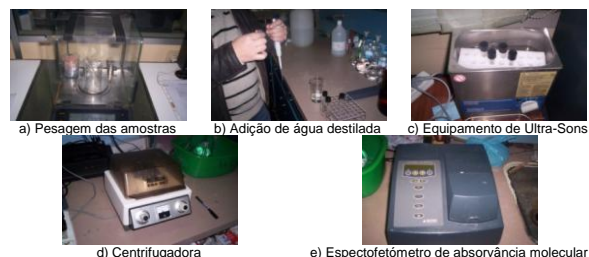 a) Pesagem das amostras
b) Adição de água destilada
c) Equipamento de Ultra-Sons
d) Centrifugadora
e) Espectofetómetro de absorvância molecular